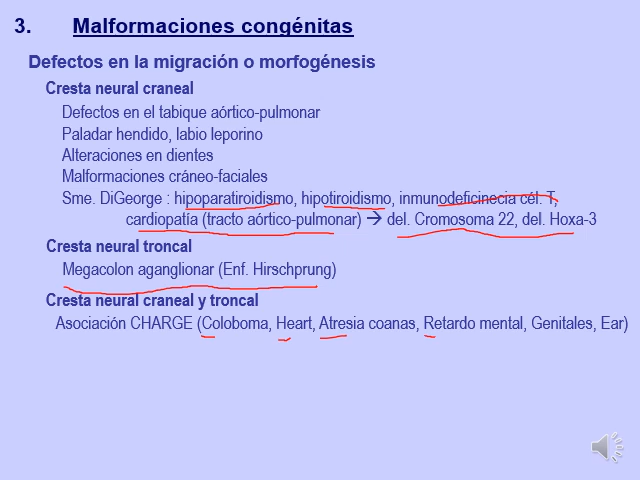 3. Malformaciones congénitas
Defectos en la migración o morfogénesis
Cresta neural craneal
Defectos en el tabique aórtico-pulmonar
Paladar hendido, labio leporino
Alteraciones en dientes
Malformaciones cráneo-faciales
Sme. DiGeorge : hipoparatiroidismo, hipotiroidismo, inmunodeficinecia cél. T,
cardiopatía (tracto aórtico-pulmonar) → del. Cromosoma 22, del. Hoxa-3
Cresta neural troncal
Megacolon aganglionar (Enf. Hirschprung)
Cresta neural craneal y troncal
Asociación CHARGE (Coloboma, Heart, Atresia coanas, Retardo mental, Genitales, Ear)